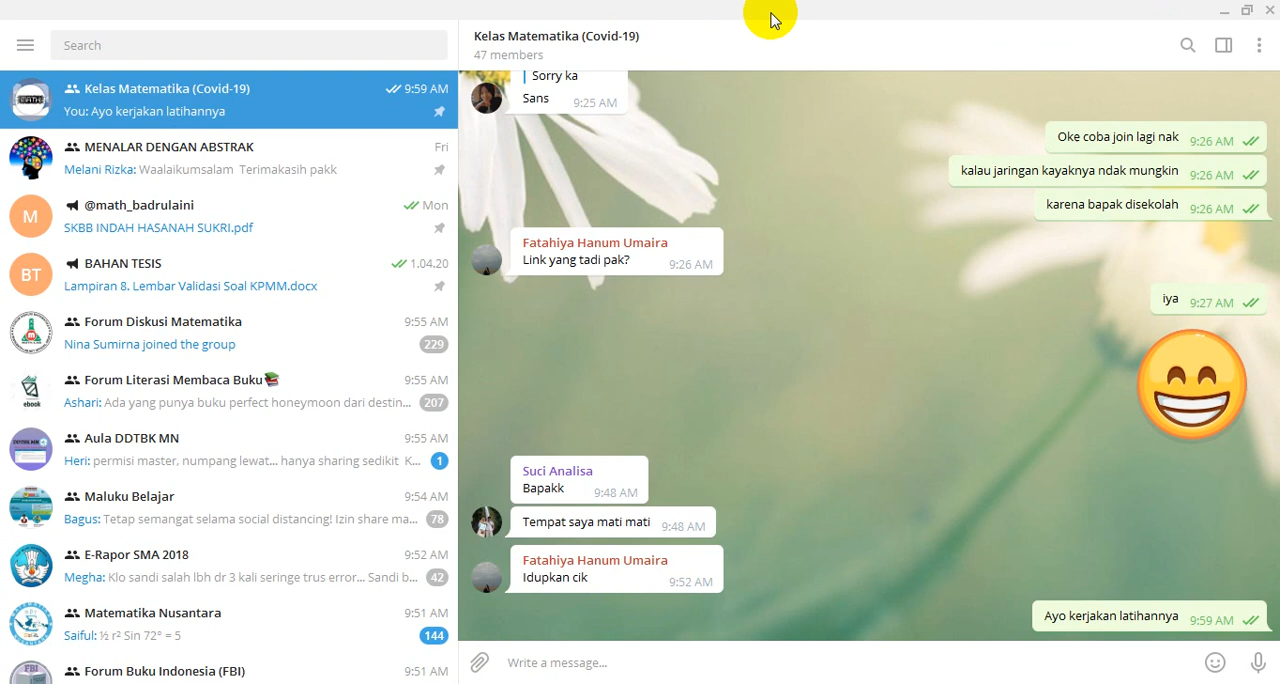 Search
Kelas Matematika (Covid-19) 9:59 AM
You: Ayo kerjakan latihannya
MENALAR DENGAN ABSTRAK Fri
Melani Rizka: Waalaikumsalam Terimakasih pakk
M
@math_badrulaini Mon
SKBB INDAH HASANAH SUKRI.pdf
BT
BAHAN TESIS 1.04.20
Lampiran 8. Lembar Validasi Soal KPMM.docx
Forum Diskusi Matematika 9:55 AM
Nina Sumirna joined the group 229
Forum Literasi Membaca Buku📚 9:55 AM
ebook
Ashari: Ada yang punya buku perfect honeymoon dari destin... 207
Aula DDTBK MN 9:55 AM
Heri: permisi master, numpang lewat... hanya sharing sedikit K... 1
Maluku Belajar 9:54 AM
Bagus: Tetap semangat selama social distancing! Izin share ma... 78
E-Rapor SMA 2018 9:52 AM
Megha: Klo sandi salah lbh dr 3 kali seringe trus error... Sandi b... 42
Matematika Nusantara 9:51 AM
Saiful: ½ r² Sin 72° = 5 144
FBI
Forum Buku Indonesia (FBI) 9:51 AM
Kelas Matematika (Covid-19)
47 members
Sorry ka
Sans 9:25 AM
Oke coba join lagi nak 9:26 AM
kalau jaringan kayaknya ndak mungkin 9:26 AM
karena bapak disekolah 9:26 AM
Fatahiya Hanum Umaira
Link yang tadi pak? 9:26 AM
iya 9:27 AM
Suci Analisa
Bapakk 9:48 AM
Tempat saya mati mati 9:48 AM
Fatahiya Hanum Umaira
Idupkan cik 9:52 AM
Ayo kerjakan latihannya 9:59 AM
Write a message...